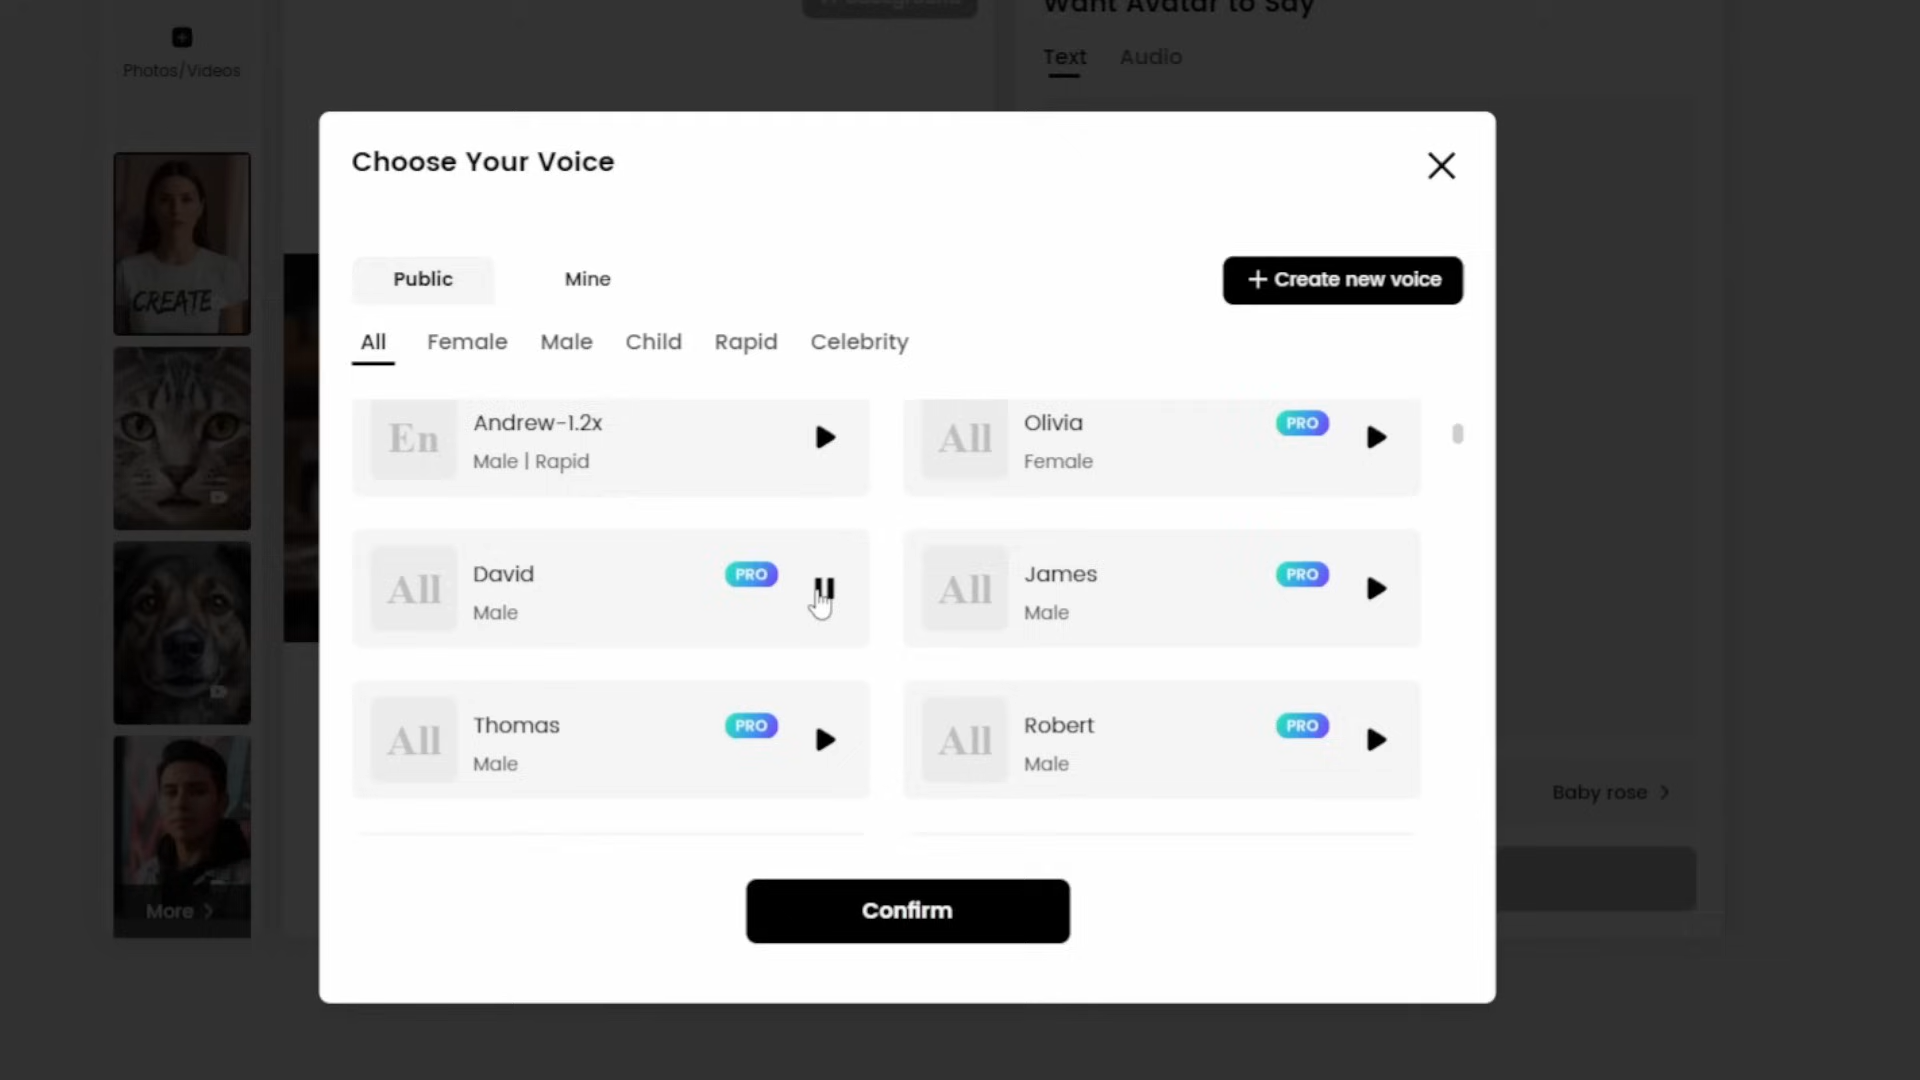 Want Avatar to Say
Photos/Videos
Text
Audio
CREATE
More >
Choose Your Voice
Public
Mine
+ Create new voice
All
Female
Male
Child
Rapid
Celebrity
En
Andrew-1.2x
Male | Rapid
All
Olivia
PRO
Female
All
David
PRO
Male
All
James
PRO
Male
All
Thomas
PRO
Male
All
Robert
PRO
Male
Baby rose >
Confirm